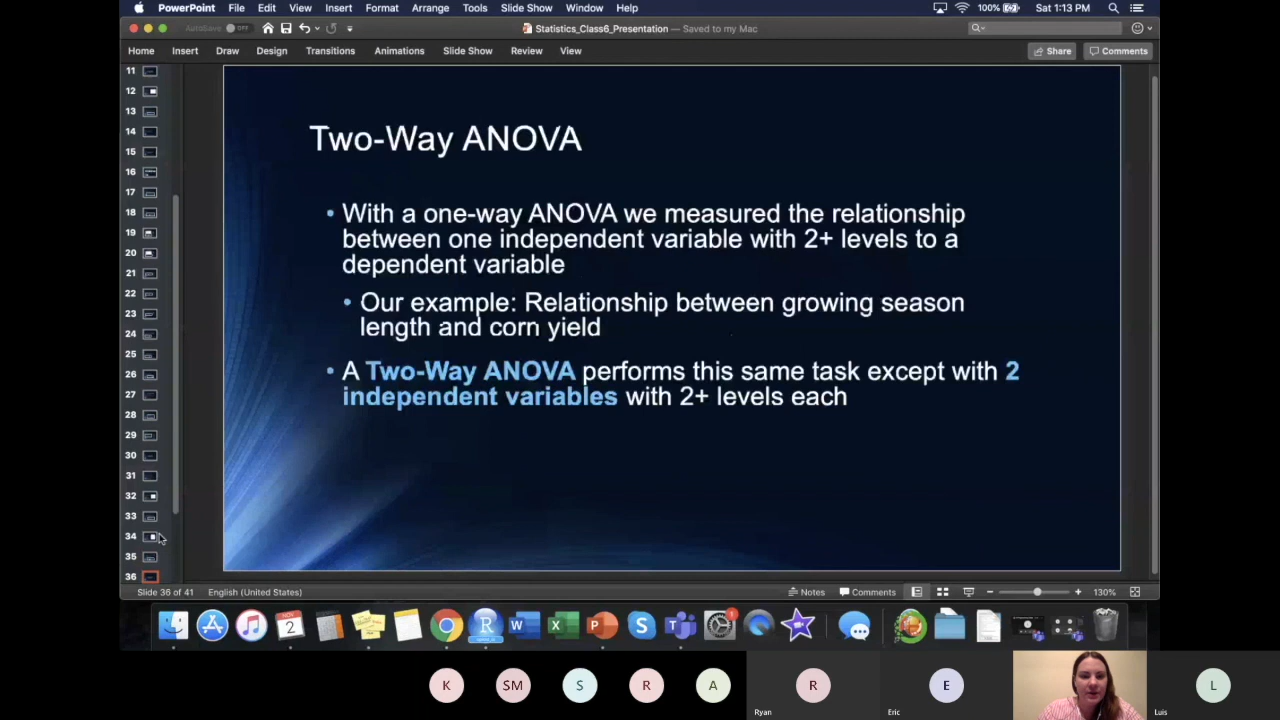 PowerPoint File Edit View Insert Format Arrange Tools Slide Show Window Help 100% Sat 1:13 PM
AutoSave OFF Statistics_Class6_Presentation — Saved to my Mac
Home Insert Draw Design Transitions Animations Slide Show Review View Share Comments
11
12
13
14
15
16
17
18
19
20
21
22
23
24
25
26
27
28
29
30
31
32
33
34
35
36
Two-Way ANOVA
• With a one-way ANOVA we measured the relationship
between one independent variable with 2+ levels to a
dependent variable
• Our example: Relationship between growing season
length and corn yield
• A Two-Way ANOVA performs this same task except with 2
independent variables with 2+ levels each
Slide 36 of 41 English (United States) Notes Comments 130%
NOV
2
R
W
X
P
S
T
1
K SM S R A R E L
Ryan Eric Luis